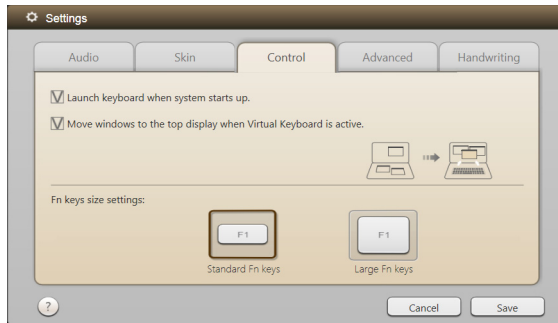 Settings
Audio Skin Control Advanced Handwriting
Launch keyboard when system starts up.
Move windows to the top display when Virtual Keyboard is active.
Fn keys size settings:
F1 F1
Standard Fn keys Large Fn keys
? Cancel Save